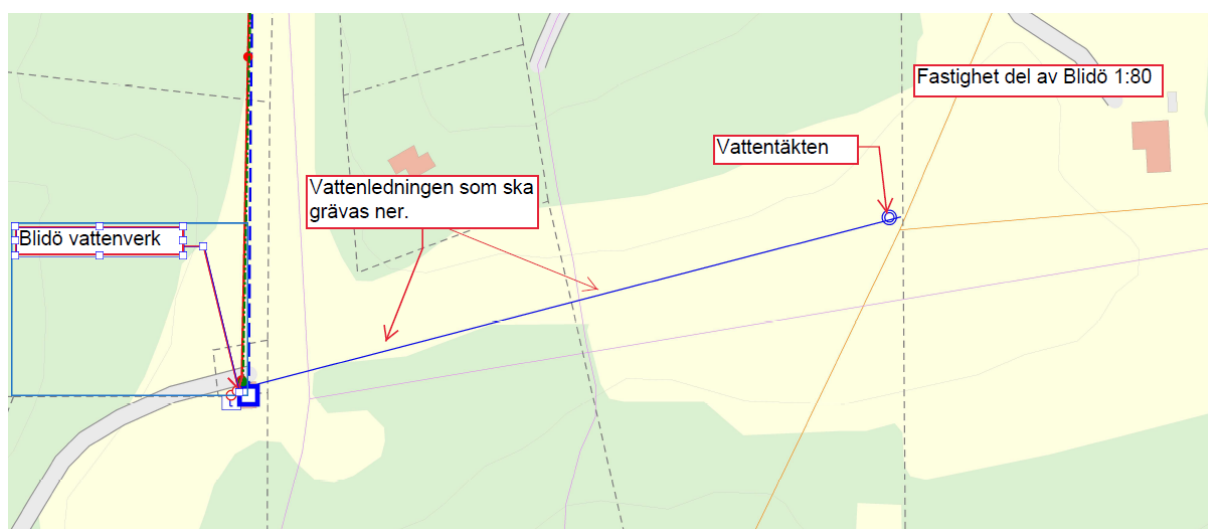 Fastighet del av Blidö 1:80
Vattentäkten
Vattenledningen som ska
grävas ner.
Blidö vattenverk